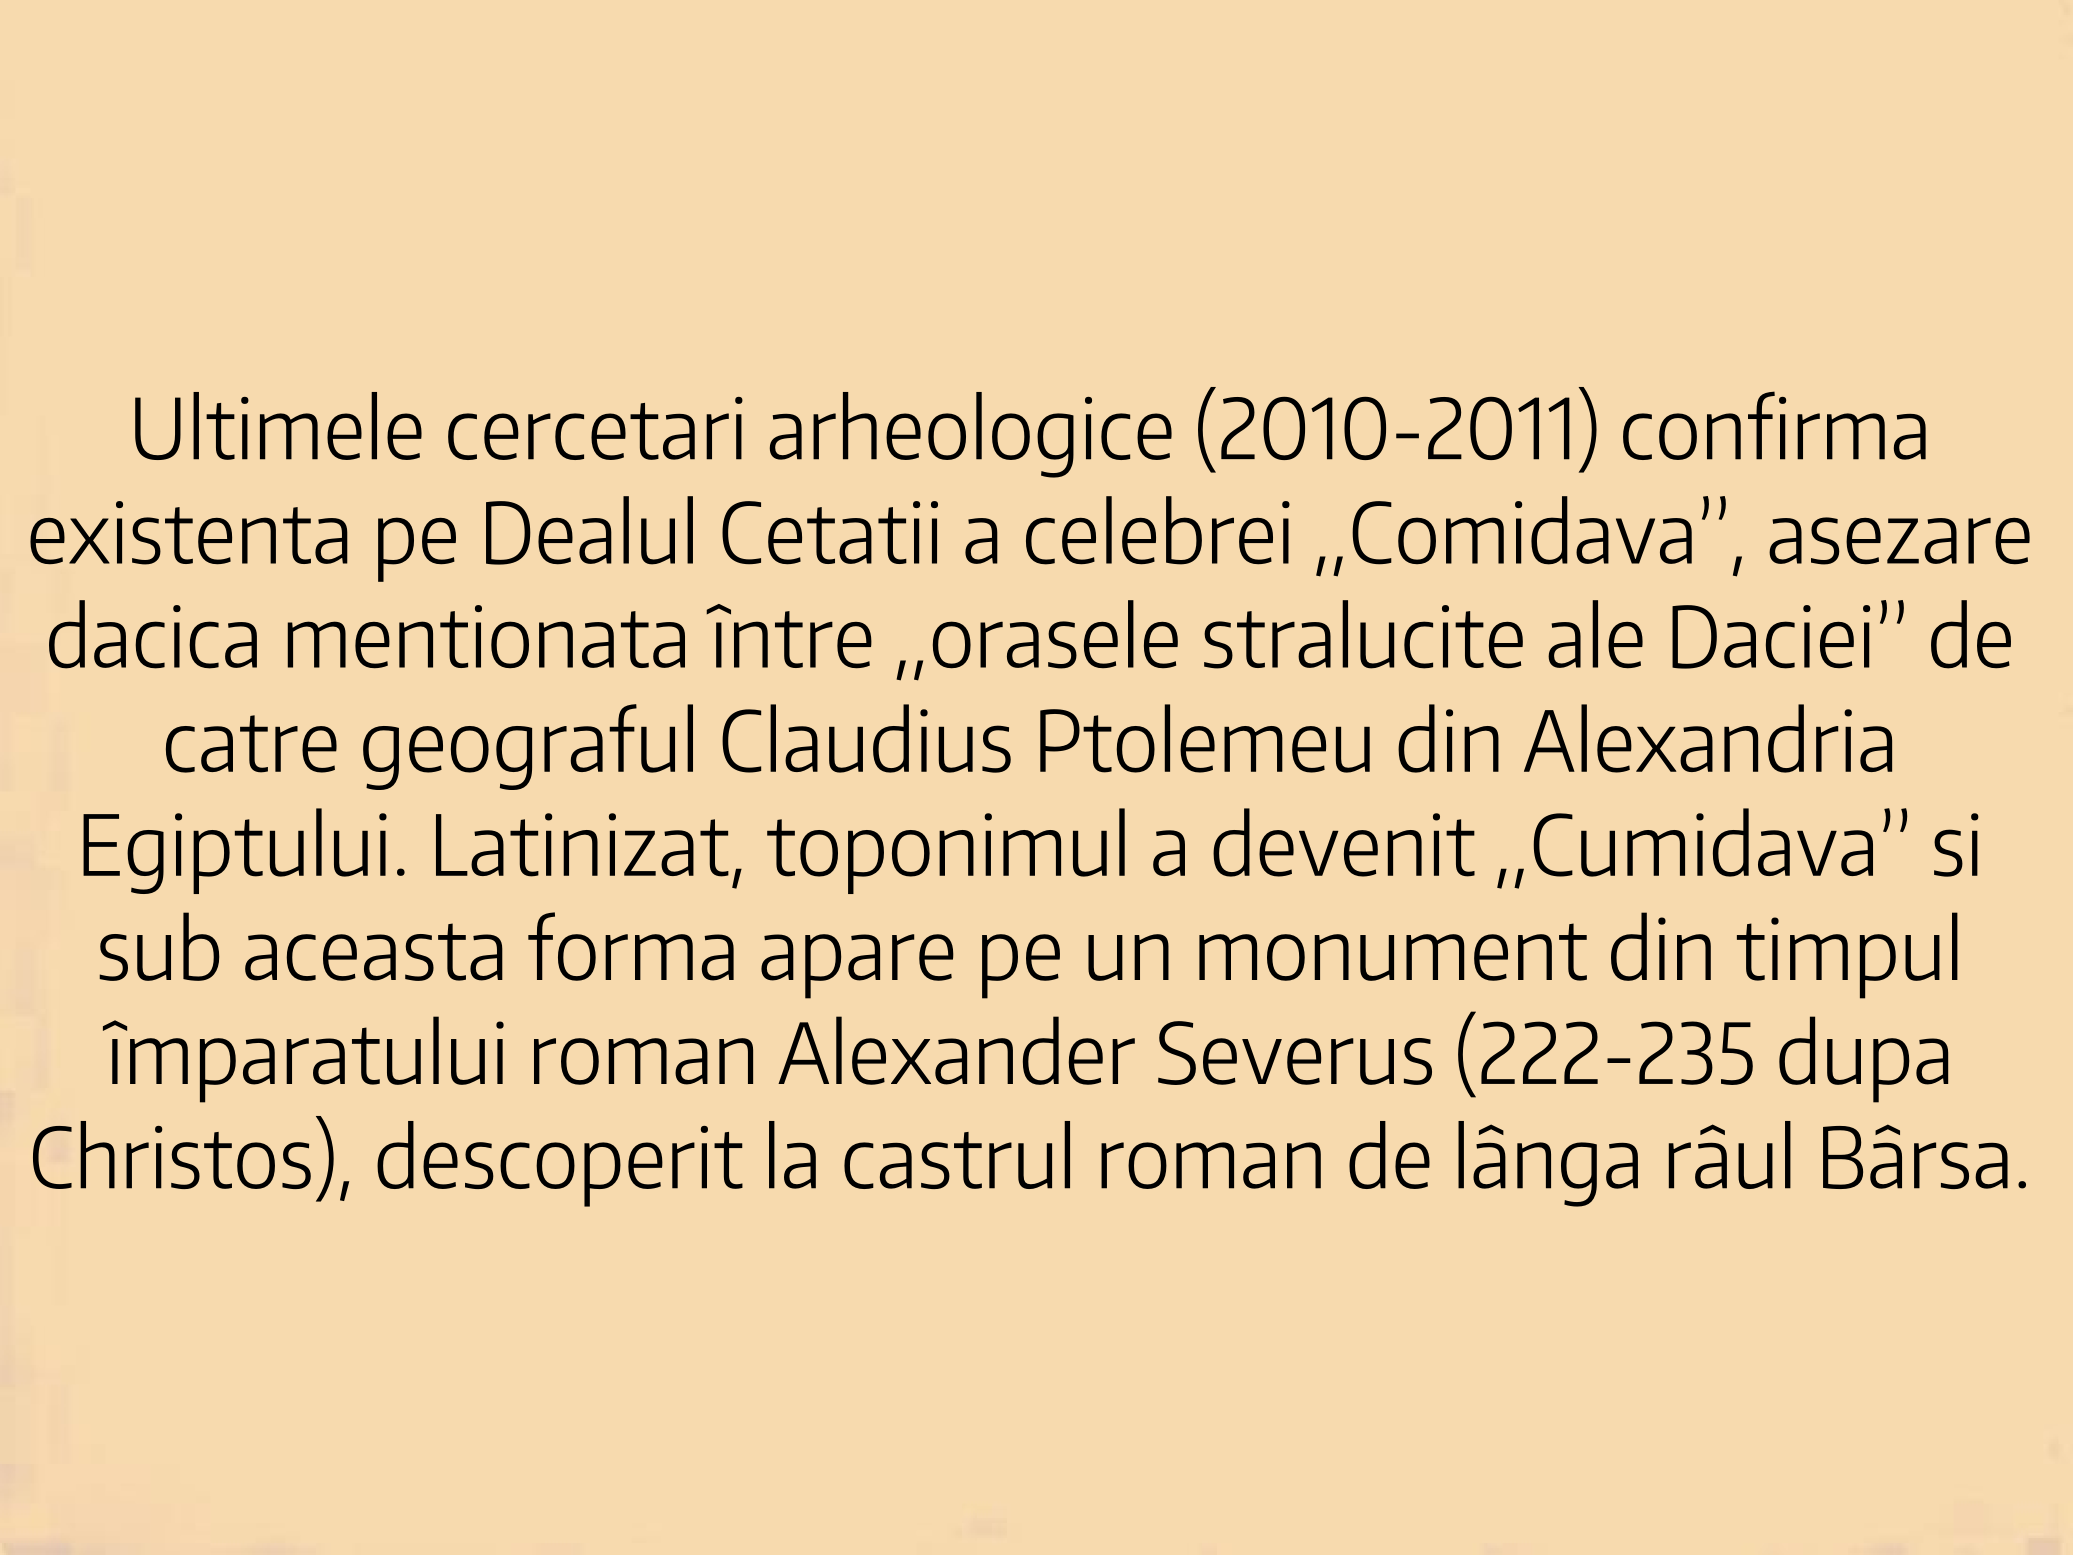 Ultimele cercetari arheologice (2010-2011) confirma
existenta pe Dealul Cetatii a celebrei ,,Comidava’’, asezare
dacica mentionata între ,,orasele stralucite ale Daciei’’ de
catre geograful Claudius Ptolemeu din Alexandria
Egiptului. Latinizat, toponimul a devenit ,,Cumidava’’ si
sub aceasta forma apare pe un monument din timpul
împaratului roman Alexander Severus (222-235 dupa
Christos), descoperit la castrul roman de lânga râul Bârsa.